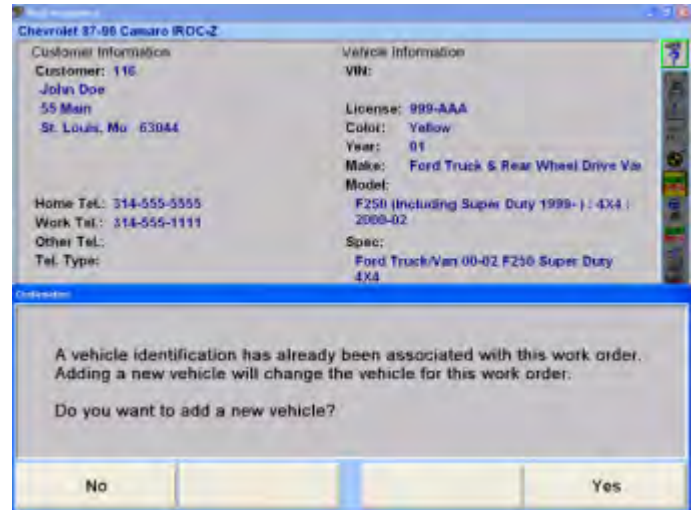 Chevrolet 87-90 Camaro IROC-Z
Customer Information
Customer: 116
John Doe
55 Main
St. Louis, Mo 63044
Home Tel.: 314-555-5555
Work Tel.: 314-555-1111
Other Tel.:
Tel. Type:
Vehicle Information
VIN:
License: 999-AAA
Color: Yellow
Year: 01
Make: Ford Truck & Rear Wheel Drive Van
Model:
F250 (Including Super Duty 1999- ) : 4X4 :
2000-02
Spec:
Ford Truck/Van 00-02 F250 Super Duty
4X4
Confirmation
A vehicle identification has already been associated with this work order.
Adding a new vehicle will change the vehicle for this work order.
Do you want to add a new vehicle?
No
Yes